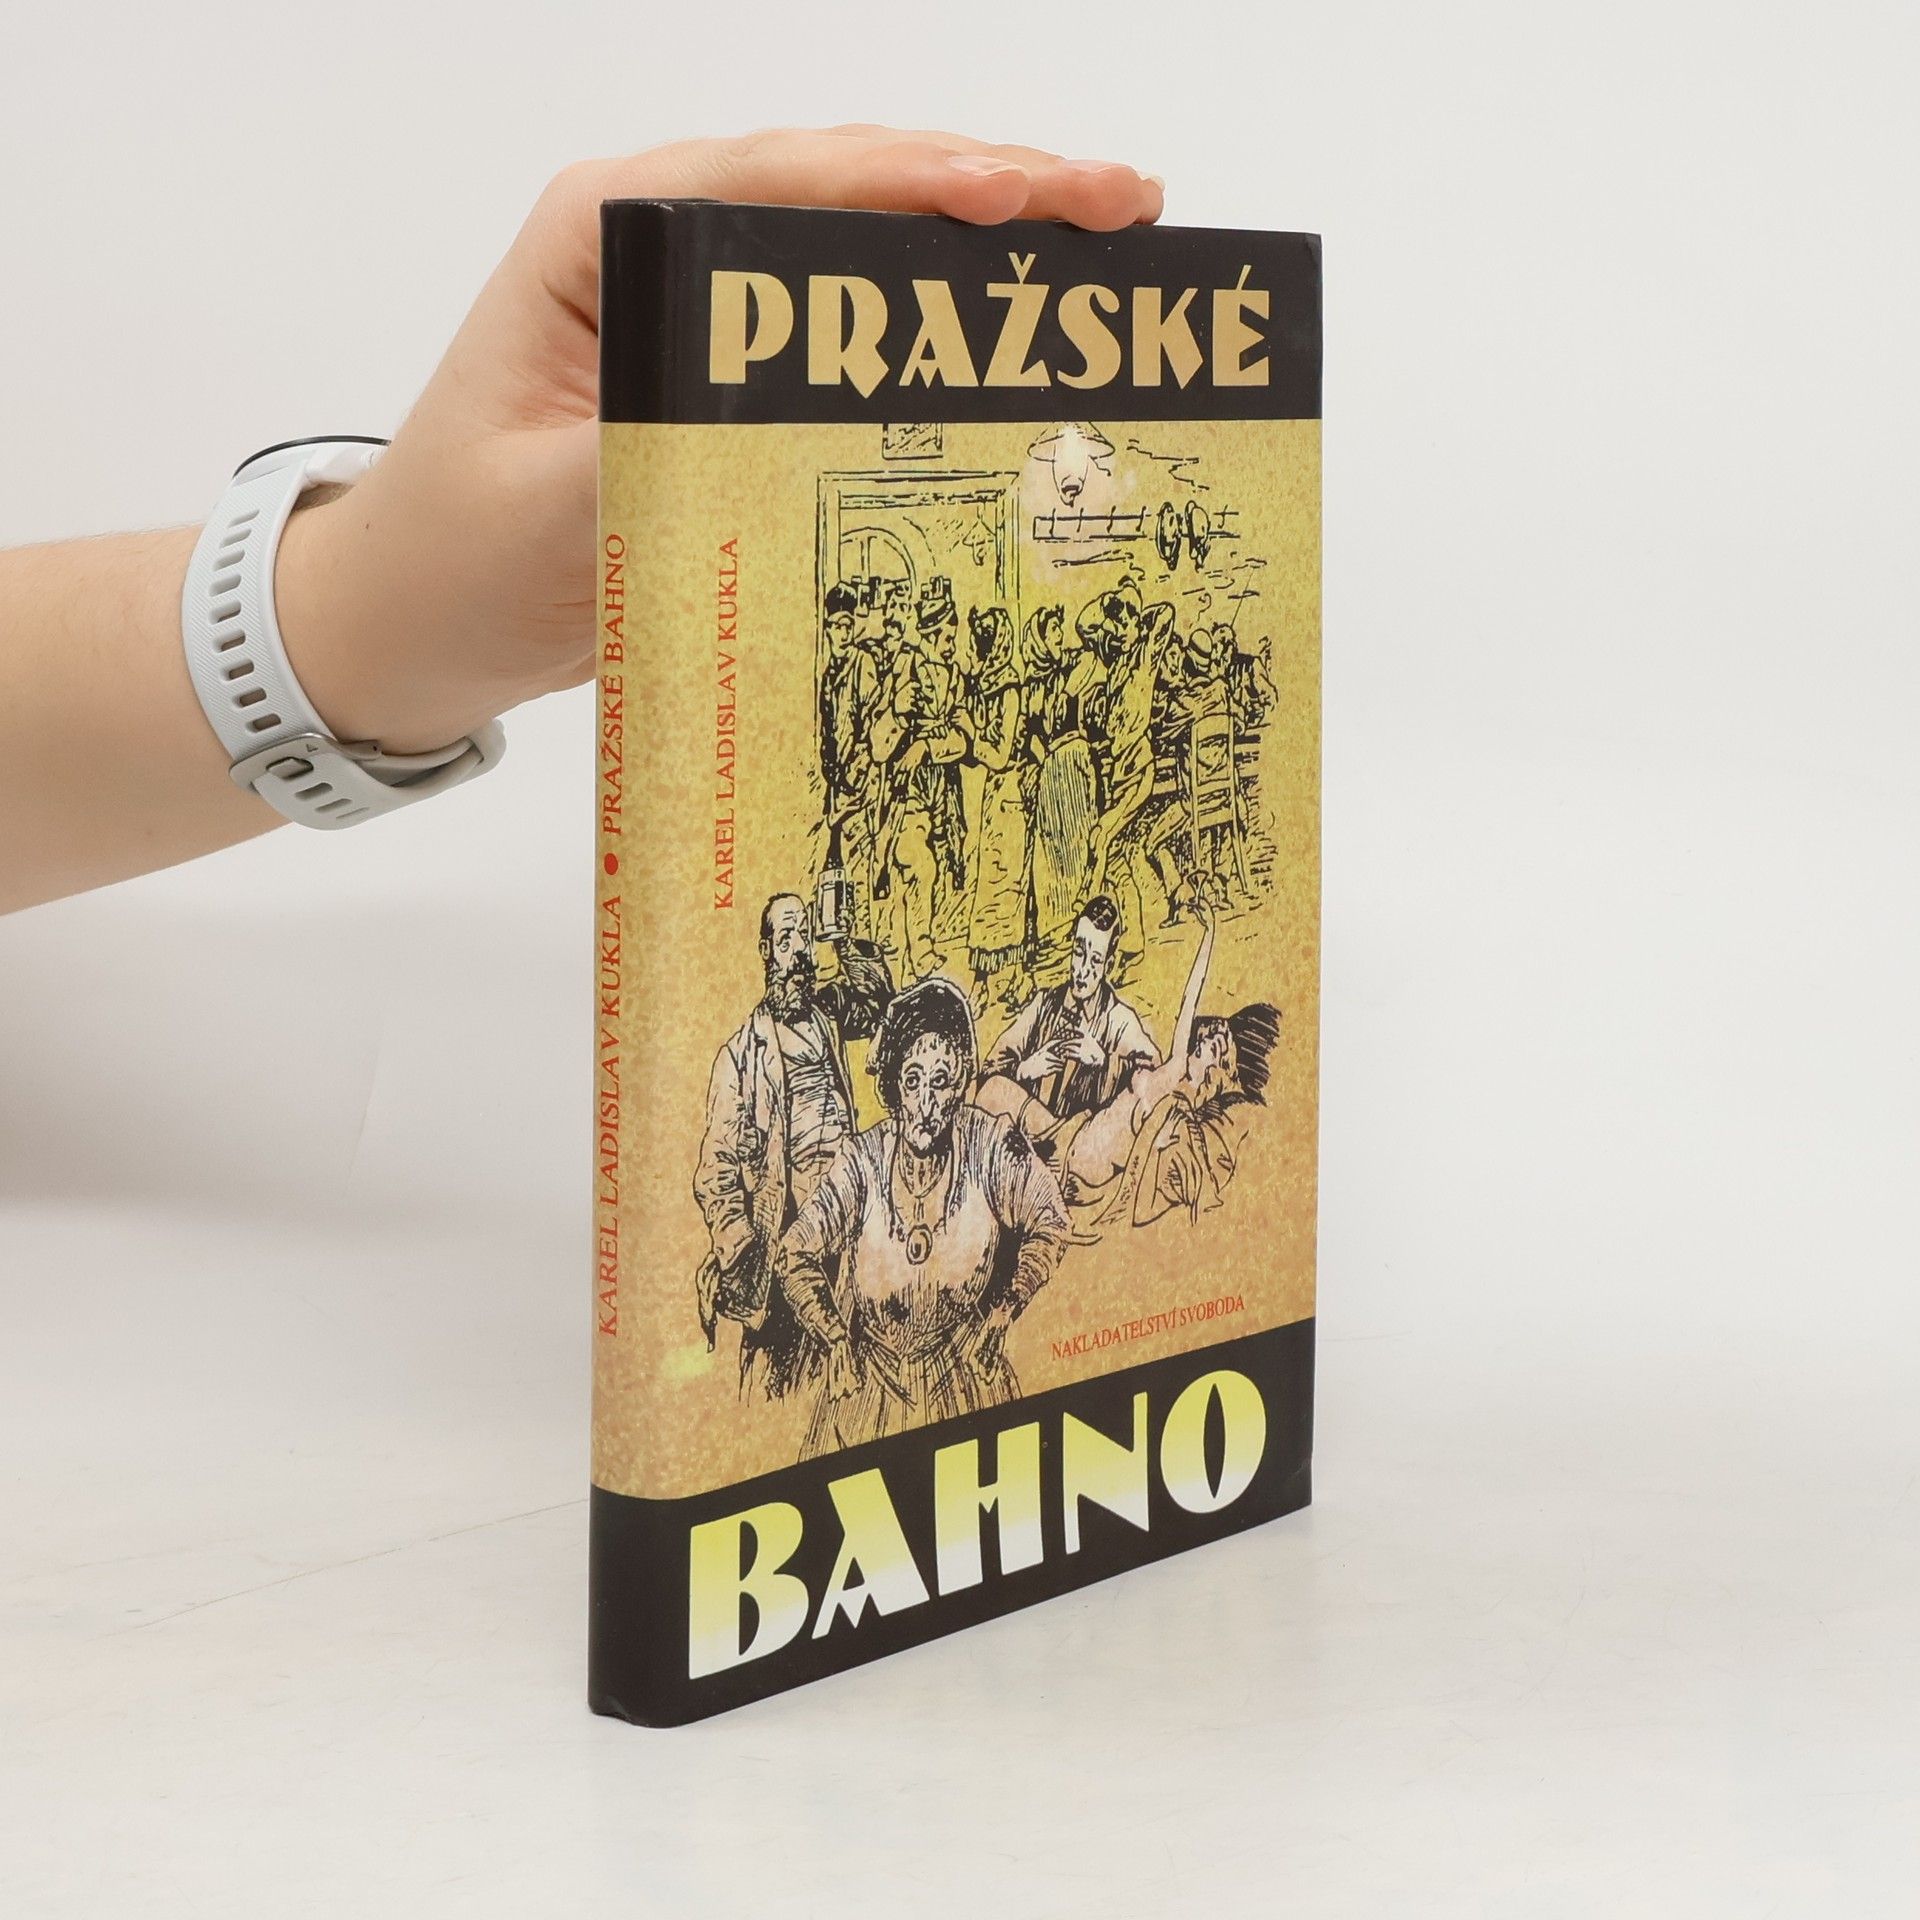 PRAŽSKÉ
KAREL LADISLAV KUKLA
NAKLADATELSTVÍ SVOBODA
BAHNO
KAREL LADISLAV KUKLA ● PRAŽSKÉ BAHNO